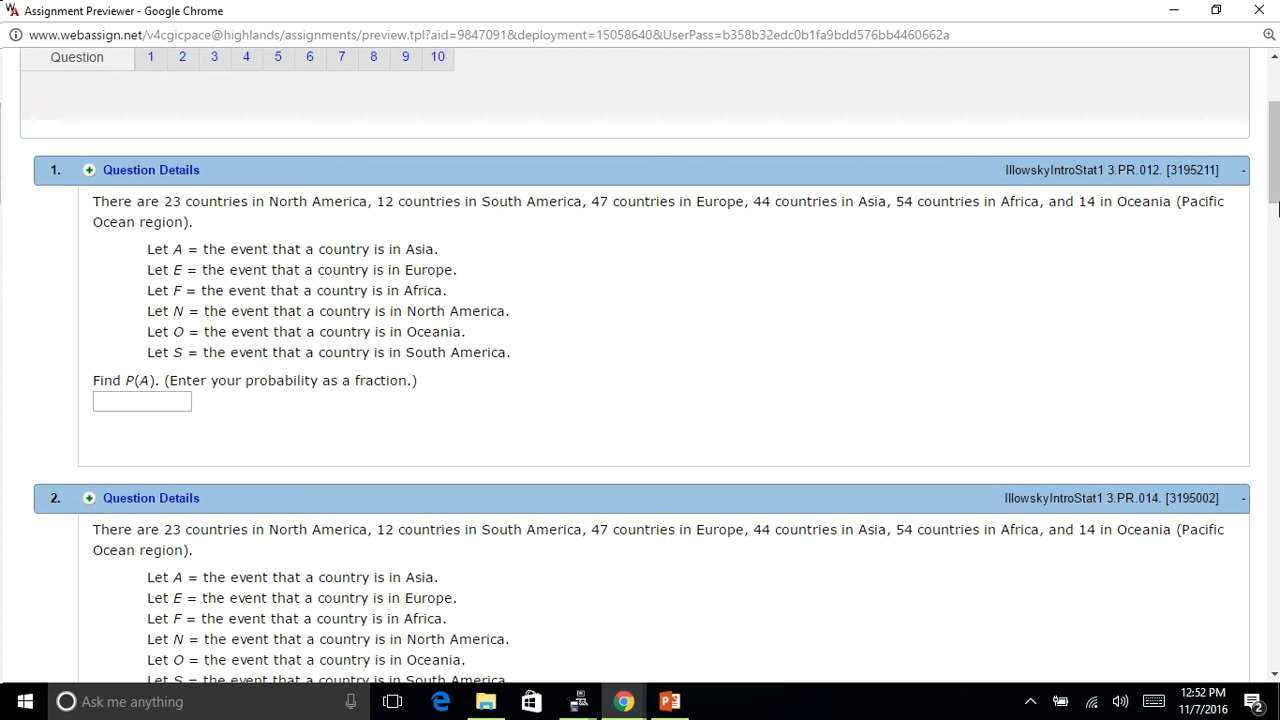 Assignment Previewer - Google Chrome
www.webassign.net/v4cgicpace@highlands/assignments/preview.tpl?aid=9847091&deployment=15058640&UserPass=b358b32edc0b1fa9bdd576bb4460662a
Question 1 2 3 4 5 6 7 8 9 10
1. Question Details IllowskyIntroStat1 3.PR.012. [3195211] -
There are 23 countries in North America, 12 countries in South America, 47 countries in Europe, 44 countries in Asia, 54 countries in Africa, and 14 in Oceania (Pacific
Ocean region).
Let A = the event that a country is in Asia.
Let E = the event that a country is in Europe.
Let F = the event that a country is in Africa.
Let N = the event that a country is in North America.
Let O = the event that a country is in Oceania.
Let S = the event that a country is in South America.
Find P(A). (Enter your probability as a fraction.)
2. Question Details IllowskyIntroStat1 3.PR.014. [3195002] -
There are 23 countries in North America, 12 countries in South America, 47 countries in Europe, 44 countries in Asia, 54 countries in Africa, and 14 in Oceania (Pacific
Ocean region).
Let A = the event that a country is in Asia.
Let E = the event that a country is in Europe.
Let F = the event that a country is in Africa.
Let N = the event that a country is in North America.
Let O = the event that a country is in Oceania.
Let S = the event that a country is in South America.
Ask me anything
12:52 PM
11/7/2016
2